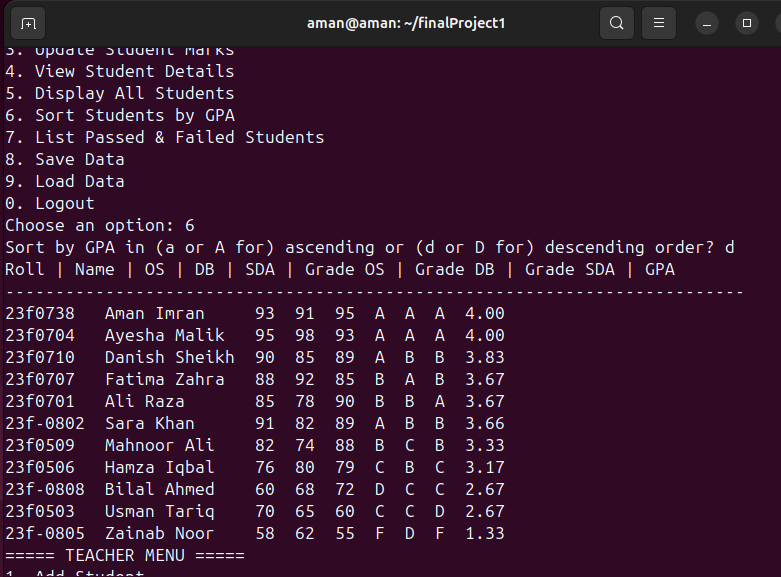 aman@aman: ~/finalProject1
3. Update Student Marks
4. View Student Details
5. Display All Students
6. Sort Students by GPA
7. List Passed & Failed Students
8. Save Data
9. Load Data
0. Logout
Choose an option: 6
Sort by GPA in (a or A for) ascending or (d or D for) descending order? d
Roll | Name | OS | DB | SDA | Grade OS | Grade DB | Grade SDA | GPA
--------------------------------------------------------------------------
23f0738 Aman Imran 93 91 95 A A A 4.00
23f0704 Ayesha Malik 95 98 93 A A A 4.00
23f0710 Danish Sheikh 90 85 89 A B B 3.83
23f0707 Fatima Zahra 88 92 85 B A B 3.67
23f0701 Ali Raza 85 78 90 B B A 3.67
23f-0802 Sara Khan 91 82 89 A B B 3.66
23f0509 Mahnoor Ali 82 74 88 B C B 3.33
23f0506 Hamza Iqbal 76 80 79 C B C 3.17
23f-0808 Bilal Ahmed 60 68 72 D C C 2.67
23f0503 Usman Tariq 70 65 60 C C D 2.67
23f-0805 Zainab Noor 58 62 55 F D F 1.33
===== TEACHER MENU =====
1. Add Student